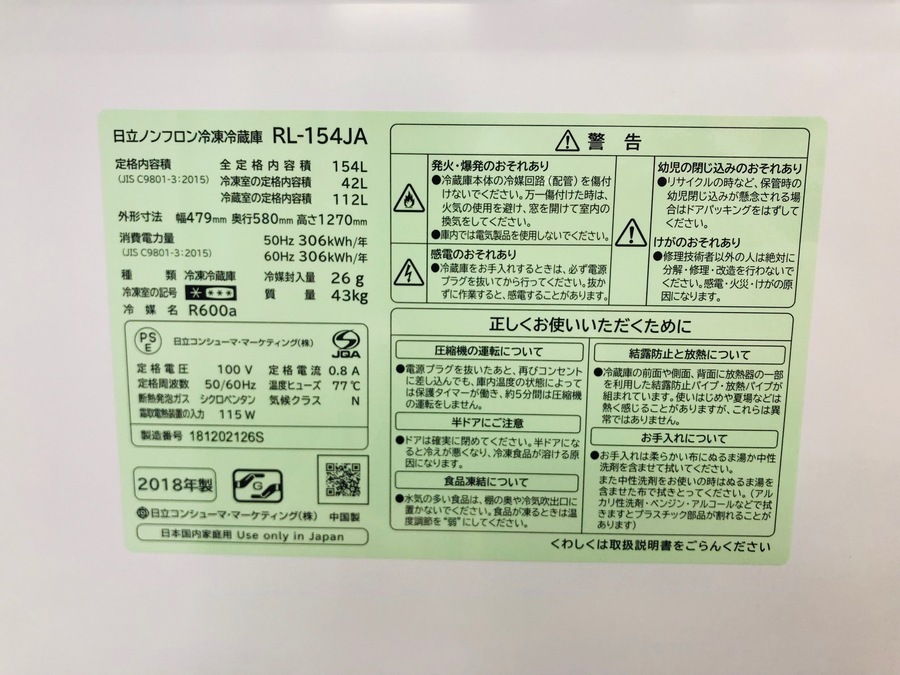 日立ノンフロン冷凍冷蔵庫 RL-154JA
定格内容積 全定格内容積 154L
(JIS C9801-3:2015) 冷凍室の定格内容積 42L
冷蔵室の定格内容積 112L
外形寸法 幅479mm 奥行580mm 高さ1270mm
消費電力量 50Hz 306kWh/年
(JIS C9801-3:2015) 60Hz 306kWh/年
種類 冷凍冷蔵庫 冷媒封入量 26g
冷凍室の記号 質量 43kg
冷媒名 R600a
PS
E
日立コンシューマ・マーケティング(株)
JQA
定格電圧 100V 定格電流 0.8A
定格周波数 50/60Hz 温度ヒューズ 77℃
断熱発泡ガス シクロペンタン 気候クラス N
霜取電熱装置の入力 115W
製造番号 181202126S
2018年製
G
日立コンシューマ・マーケティング(株) 中国製
日本国内家庭用 Use only in Japan
警告
発火・爆発のおそれあり
●冷蔵庫本体の冷媒回路(配管)を傷付
けないでください。万一傷付けた時は、
火気の使用を避け、窓を開けて室内の
換気をしてください。
●庫内では電気製品を使用しないでください。
感電のおそれあり
●冷蔵庫をお手入れするときは、必ず電源
プラグを抜いてから行ってください。抜か
ずに作業すると、感電することがあります。
幼児の閉じ込みのおそれあり
●リサイクルの時など、保管時の
幼児閉じ込みが懸念される場
合はドアパッキングをはずして
ください。
けがのおそれあり
●修理技術者以外の人は絶対に
分解・修理・改造を行わないで
ください。感電・火災・けがの原
因になります。
正しくお使いいただくために
圧縮機の運転について
●電源プラグを抜いたあと、再びコンセント
に差し込んでも、庫内温度の状態によって
は保護タイマーが働き、約5分間は圧縮機
の運転をしません。
半ドアにご注意
●ドアは確実に閉めてください。半ドアにな
ると冷えが悪くなり、冷凍食品が溶ける原
因になります。
食品凍結について
●水気の多い食品は、棚の奥や冷気吹出口に
置かないでください。食品が凍るときは温
度調節を“弱”にしてください。
結露防止と放熱について
●冷蔵庫の前面や側面、背面に放熱器の一部
を利用した結露防止パイプ・放熱パイプが
組まれています。使いはじめや夏場などは
熱く感じることがありますが、これらは異
常ではありません。
お手入れについて
●お手入れは柔らかい布にぬるま湯か中性
洗剤を含ませて拭いてください。
また中性洗剤をお使いの時はぬるま湯を
含ませた布で拭きとってください。(アル
カリ性洗剤・ベンジン・アルコールなどで拭
きますとプラスチック部品が割れることが
あります)
くわしくは取扱説明書をごらんください